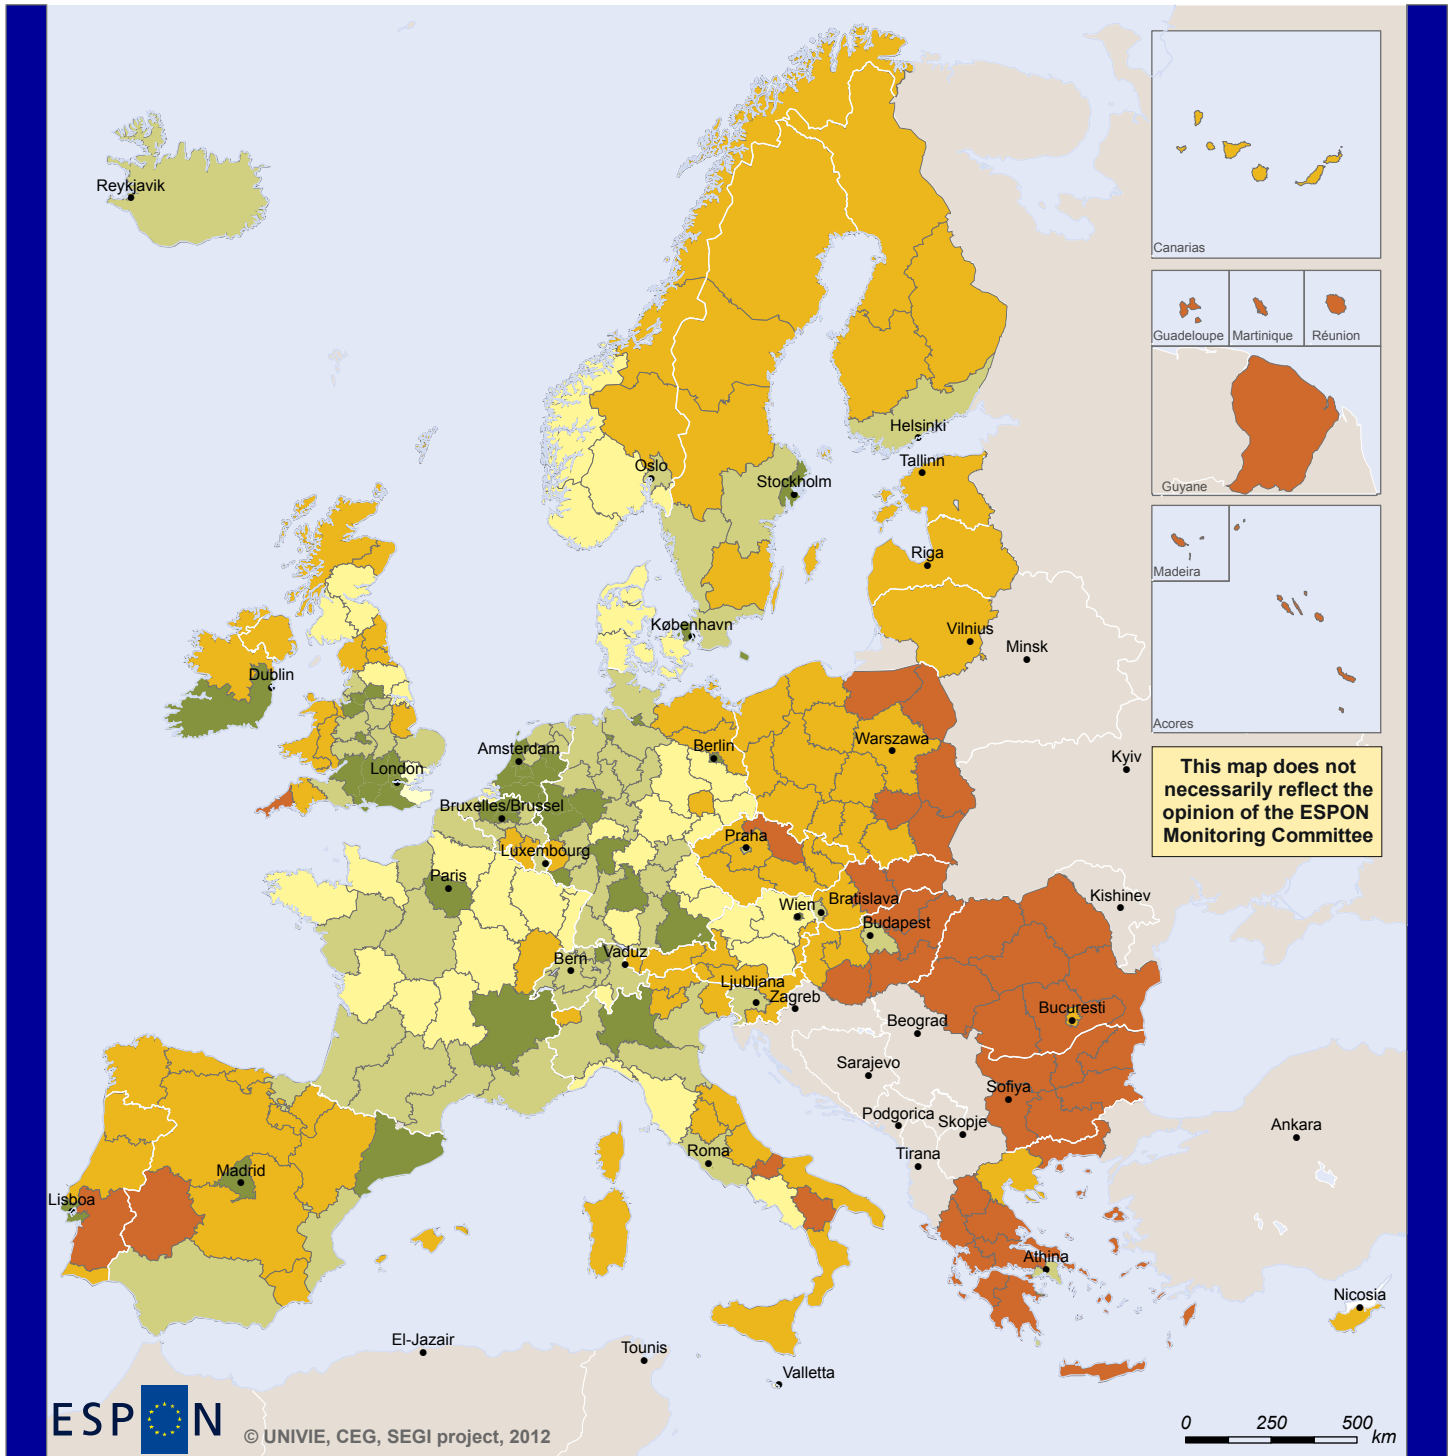 Reykjavik
Canarias
Guadeloupe
Martinique
Réunion
Helsinki
Oslo
Tallinn
Stockholm
Guyane
Riga
Madeira
København
Vilnius
Minsk
Dublin
Acores
Warszawa
Berlin
Amsterdam
Kyiv
London
This map does not
necessarily reflect the
opinion of the ESPON
Monitoring Committee
Bruxelles/Brussel
Praha
Luxembourg
Paris
Kishinev
Wien
Bratislava
Budapest
Bern
Vaduz
Ljubljana
Zagreb
Bucuresti
Beograd
Sarajevo
Sofiya
Podgorica
Skopje
Ankara
Roma
Tirana
Madrid
Lisboa
Athina
Nicosia
El-Jazair
Tounis
Valletta
ESPON
© UNIVIE, CEG, SEGI project, 2012
0 250 500
km